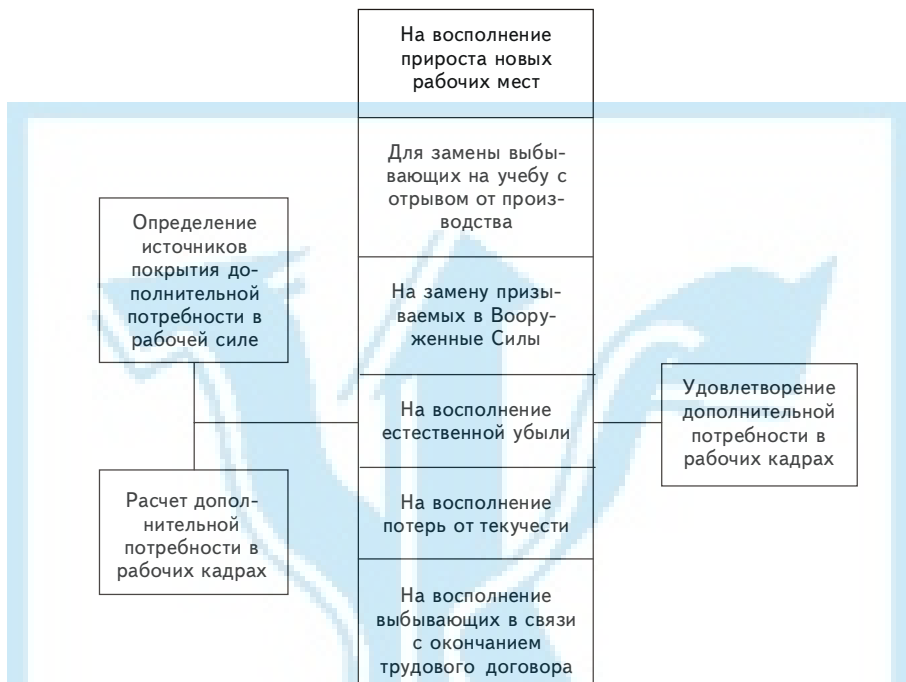 На восполнение
прироста новых
рабочих мест
Для замены выбы-
вающих на учебу с
отрывом от произ-
водства
Определение
источников
покрытия до-
полнительной
потребности в
рабочей силе
На замену призы-
ваемых в Воору-
женные Силы
Удовлетворение
дополнительной
потребности в
рабочих кадрах
На восполнение
естественной убыли
Расчет допол-
нительной
потребности в
рабочих кадрах
На восполнение
потерь от текучести
На восполнение
выбывающих в связи
с окончанием
трудового договора